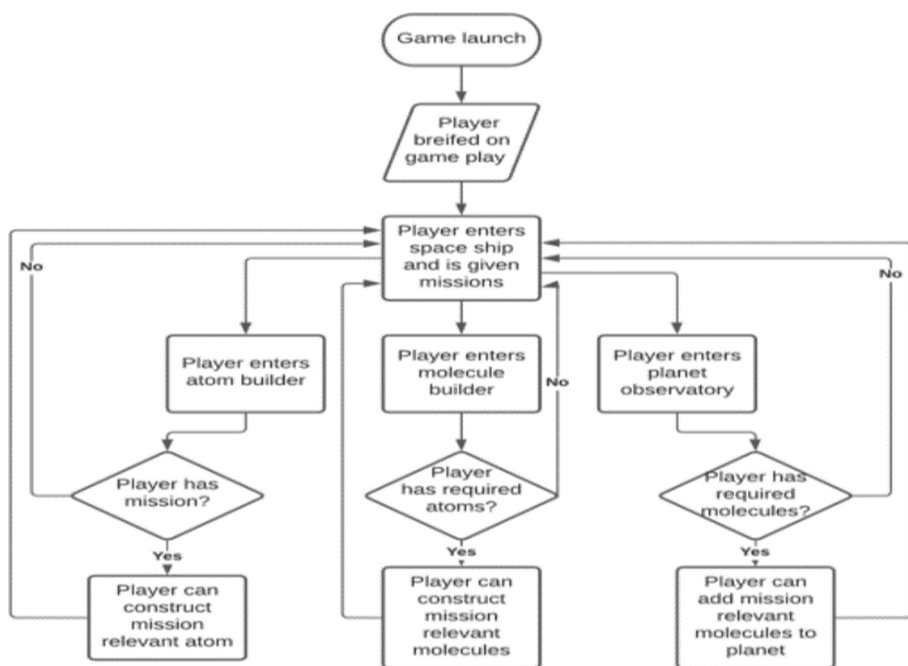 Game launch
Player
breifed on
game play
Player enters
space ship
and is given
missions
No
No
Player enters
atom builder
Player enters
molecule
builder
No
Player enters
planet
observatory
Player has
mission?
Player
has required
atoms?
Player has
required
molecules?
Yes
Yes
Yes
Player can
construct
mission
relevant atom
Player can
construct
mission
relevant
molecules
Player can
add mission
relevant
molecules to
planet